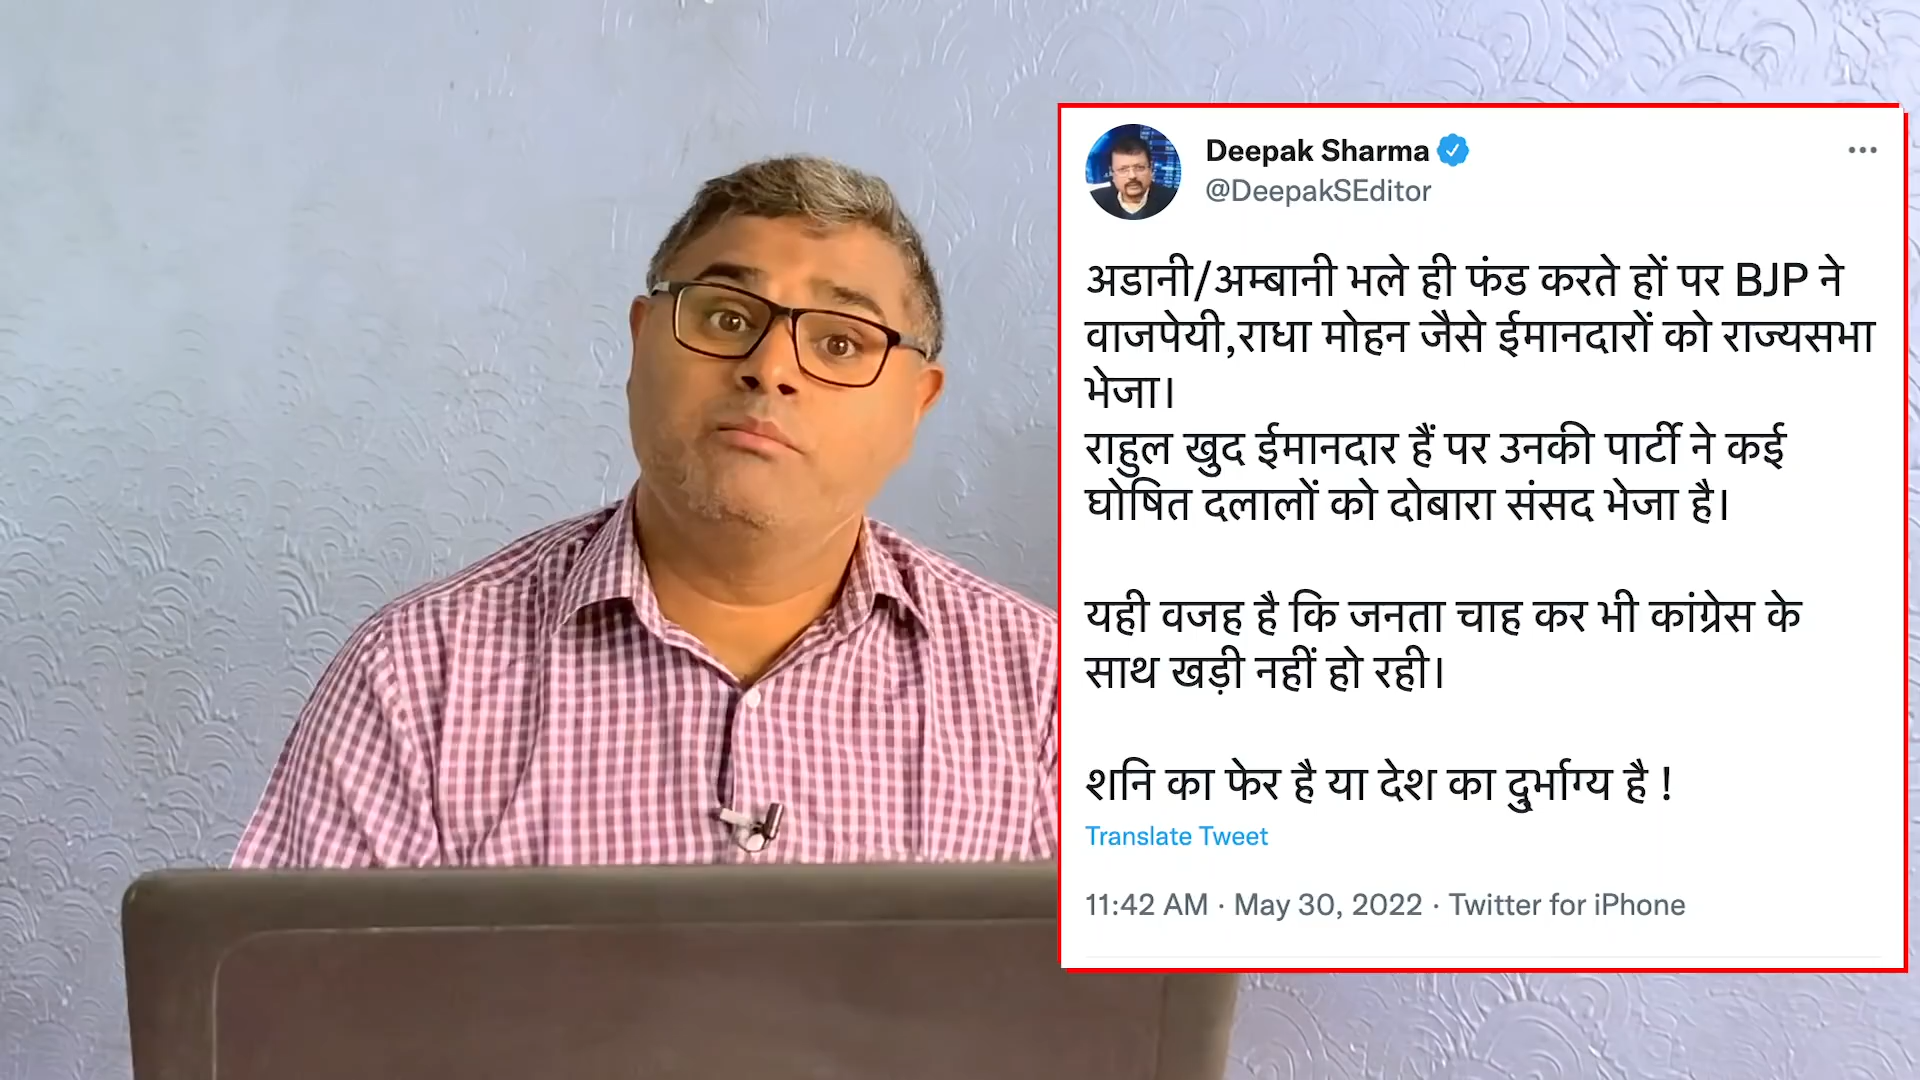 Deepak Sharma
@DeepakSEditor
अडानी/अम्बानी भले ही फंड करते हों पर BJP ने
वाजपेयी,राधा मोहन जैसे ईमानदारों को राज्यसभा
भेजा।
राहुल खुद ईमानदार हैं पर उनकी पार्टी ने कई
घोषित दलालों को दोबारा संसद भेजा है।
यही वजह है कि जनता चाह कर भी कांग्रेस के
साथ खड़ी नहीं हो रही।
शनि का फेर है या देश का दुर्भाग्य है !
Translate Tweet
11:42 AM · May 30, 2022 · Twitter for iPhone